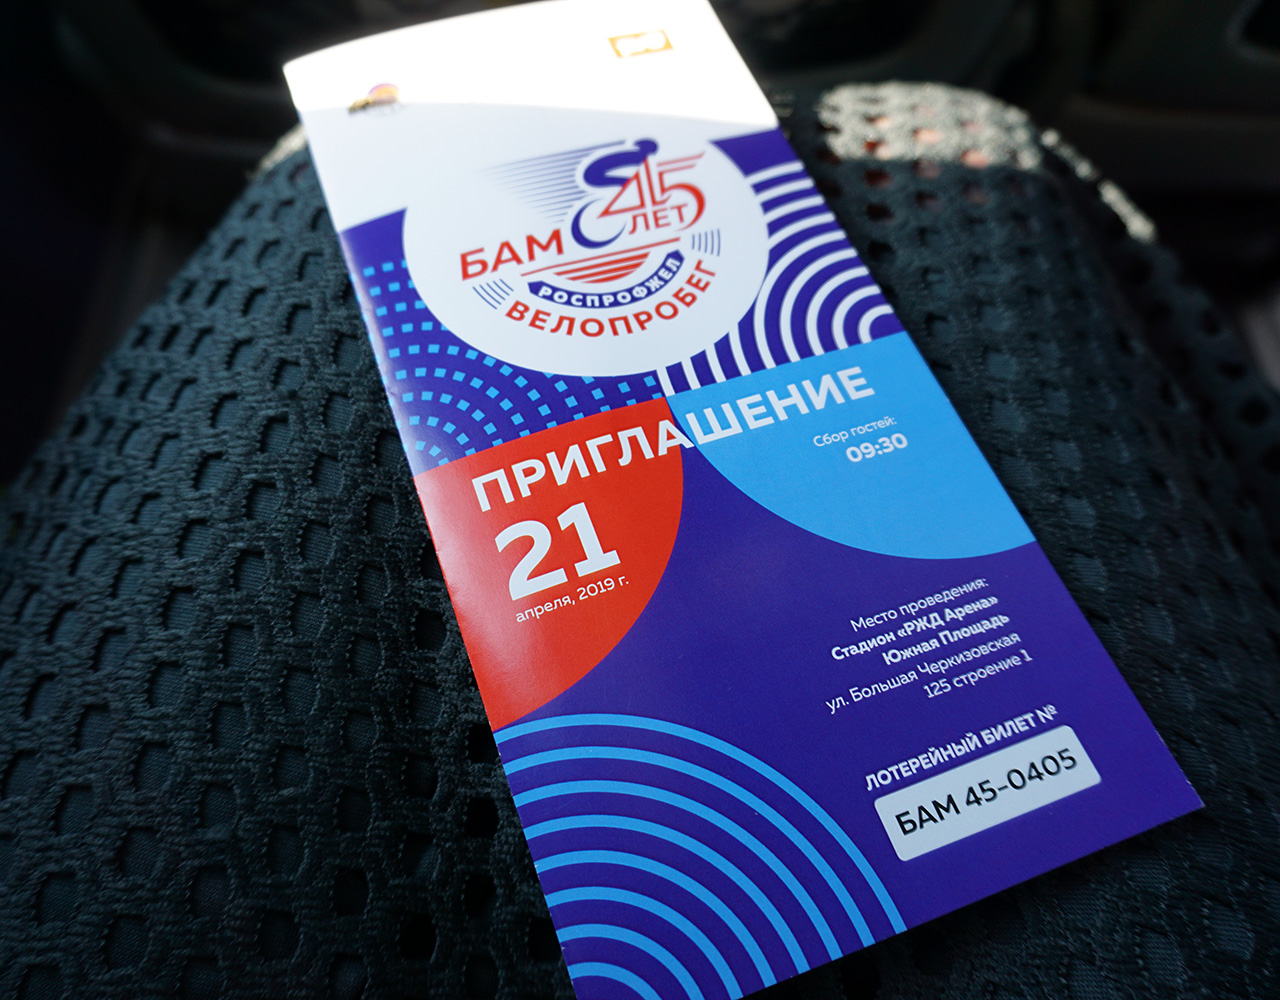 БАМ 45
ЛЕТ
РОСПРОФЖЕЛ
ВЕЛОПРОБЕГ
ПРИГЛАШЕНИЕ
Сбор гостей:
09:30
21
апреля, 2019 г.
Место проведения:
Стадион «РЖД Арена»
Южная Площадь
ул. Большая Черкизовская
125 строение 1
ЛОТЕРЕЙНЫЙ БИЛЕТ №
БАМ 45-0405